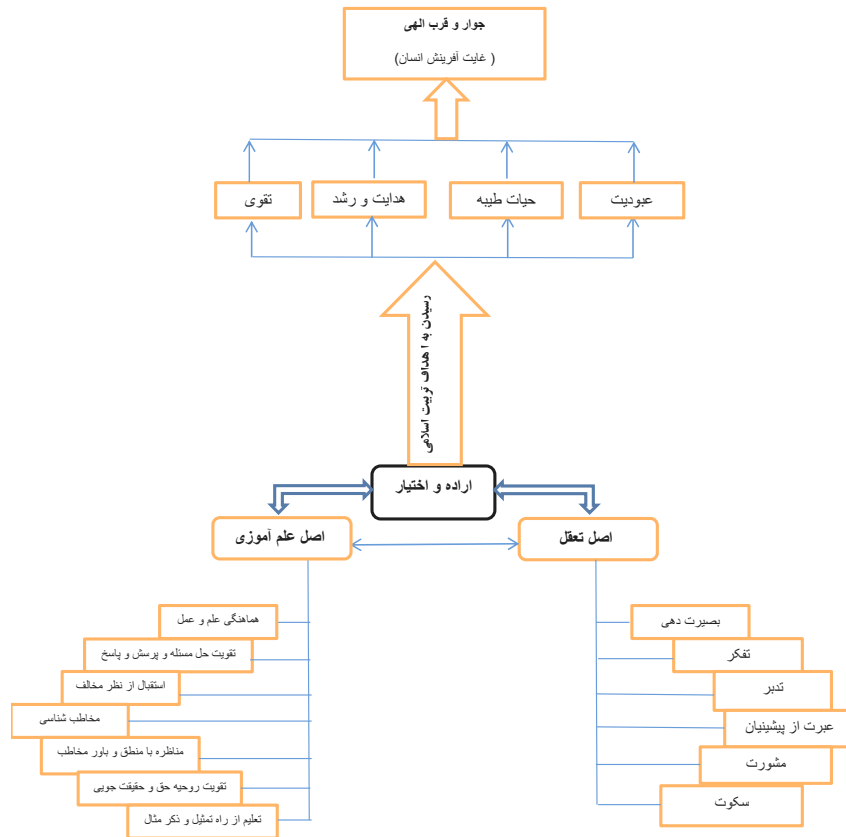 جوار و قرب الهی
( غایت آفرینش انسان)
عبودیت
حیات طیبه
هدایت و رشد
تقوی
رسیدن به ا هداف تربیت اسلامی
اراده و اختیار
اصل تعقل
اصل علم آموزی
بصیرت دهی
تفکر
تدبر
عبرت از پیشینیان
مشورت
سکوت
هماهنگی علم و عمل
تقویت حل مسئله و پرسش و پاسخ
استقبال از نظر مخالف
مخاطب شناسی
مناظره با منطق و باور مخاطب
تقویت روحیه حق و حقیقت جویی
تعلیم از راه تمثیل و ذکر مثال